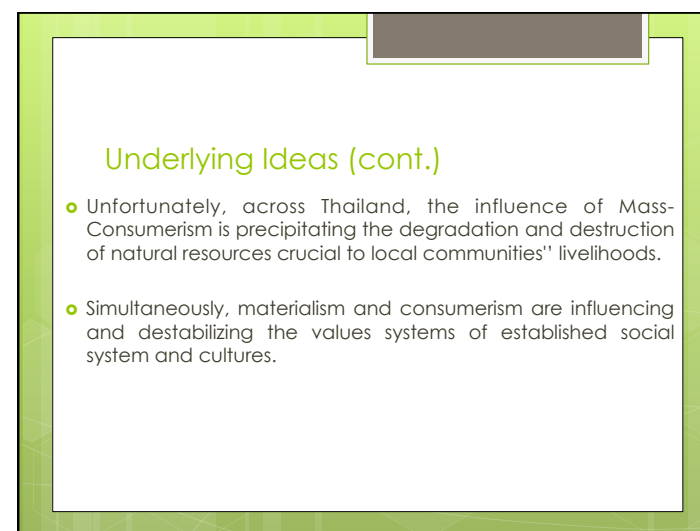 Underlying Ideas (cont.)
Unfortunately, across Thailand, the influence of Mass-
Consumerism is precipitating the degradation and destruction
of natural resources crucial to local communities'' livelihoods.
Simultaneously, materialism and consumerism are influencing
and destabilizing the values systems of established social
system and cultures.